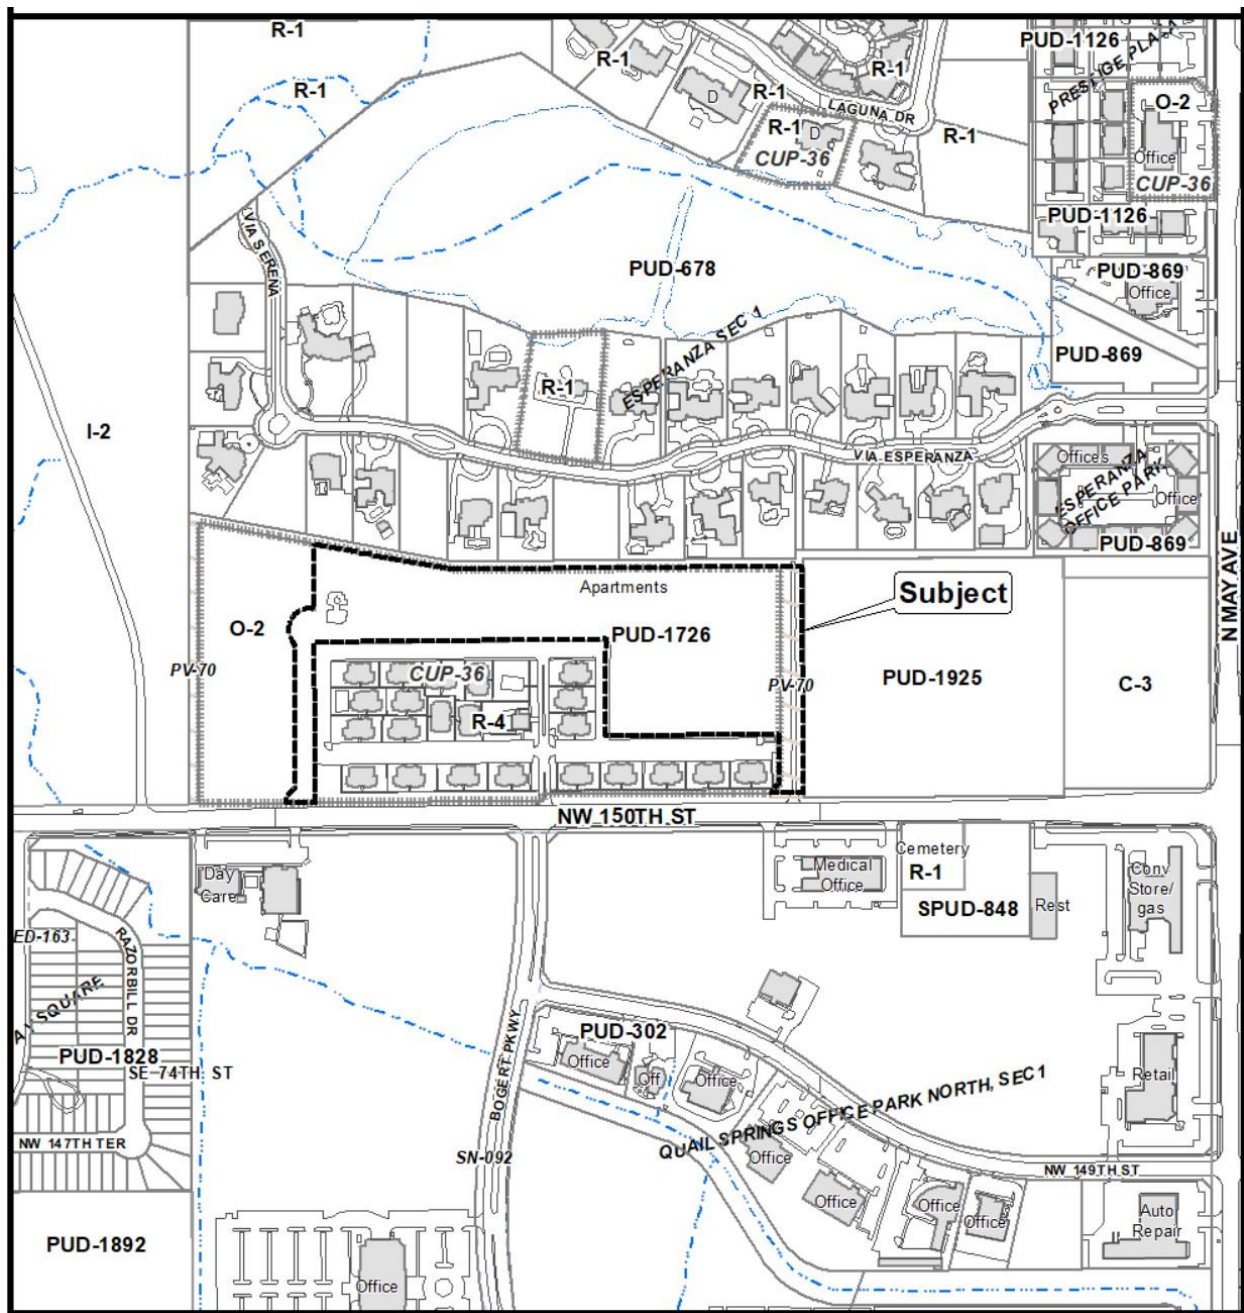 R-1
PUD-1126
PRESTIGE PLAZA
R-1
R-1
R-1
R-1
D
LAGUNA DR
O-2
R-1
D
R-1
CUP-36
Office
CUP-36
PUD-1126
VIA SERENA
PUD-678
PUD-869
Office
ESPERANZA SEC 1
PUD-869
R-1
I-2
VIA ESPERANZA
Offices
ESPERANZA
OFFICE PARK
Office
PUD-869
N MAY AVE
Apartments
Subject
O-2
PUD-1726
PV-70
CUP-36
PV-70
PUD-1925
C-3
R-4
NW 150TH ST
Day
Care
Medical
Office
Cemetery
R-1
Conv
Store/
gas
SPUD-848
Rest
ED-163
RAZORBILL DR
AY SQUARE
PUD-302
BOGERT PKWY
PUD-1828
SE 74TH ST
Office
Off
Office
Retail
QUAIL SPRINGS OFFICE PARK NORTH, SEC 1
NW 147TH TER
SN-092
Office
NW 149TH ST
Office
Office
Office
Auto
Repair
PUD-1892
Office